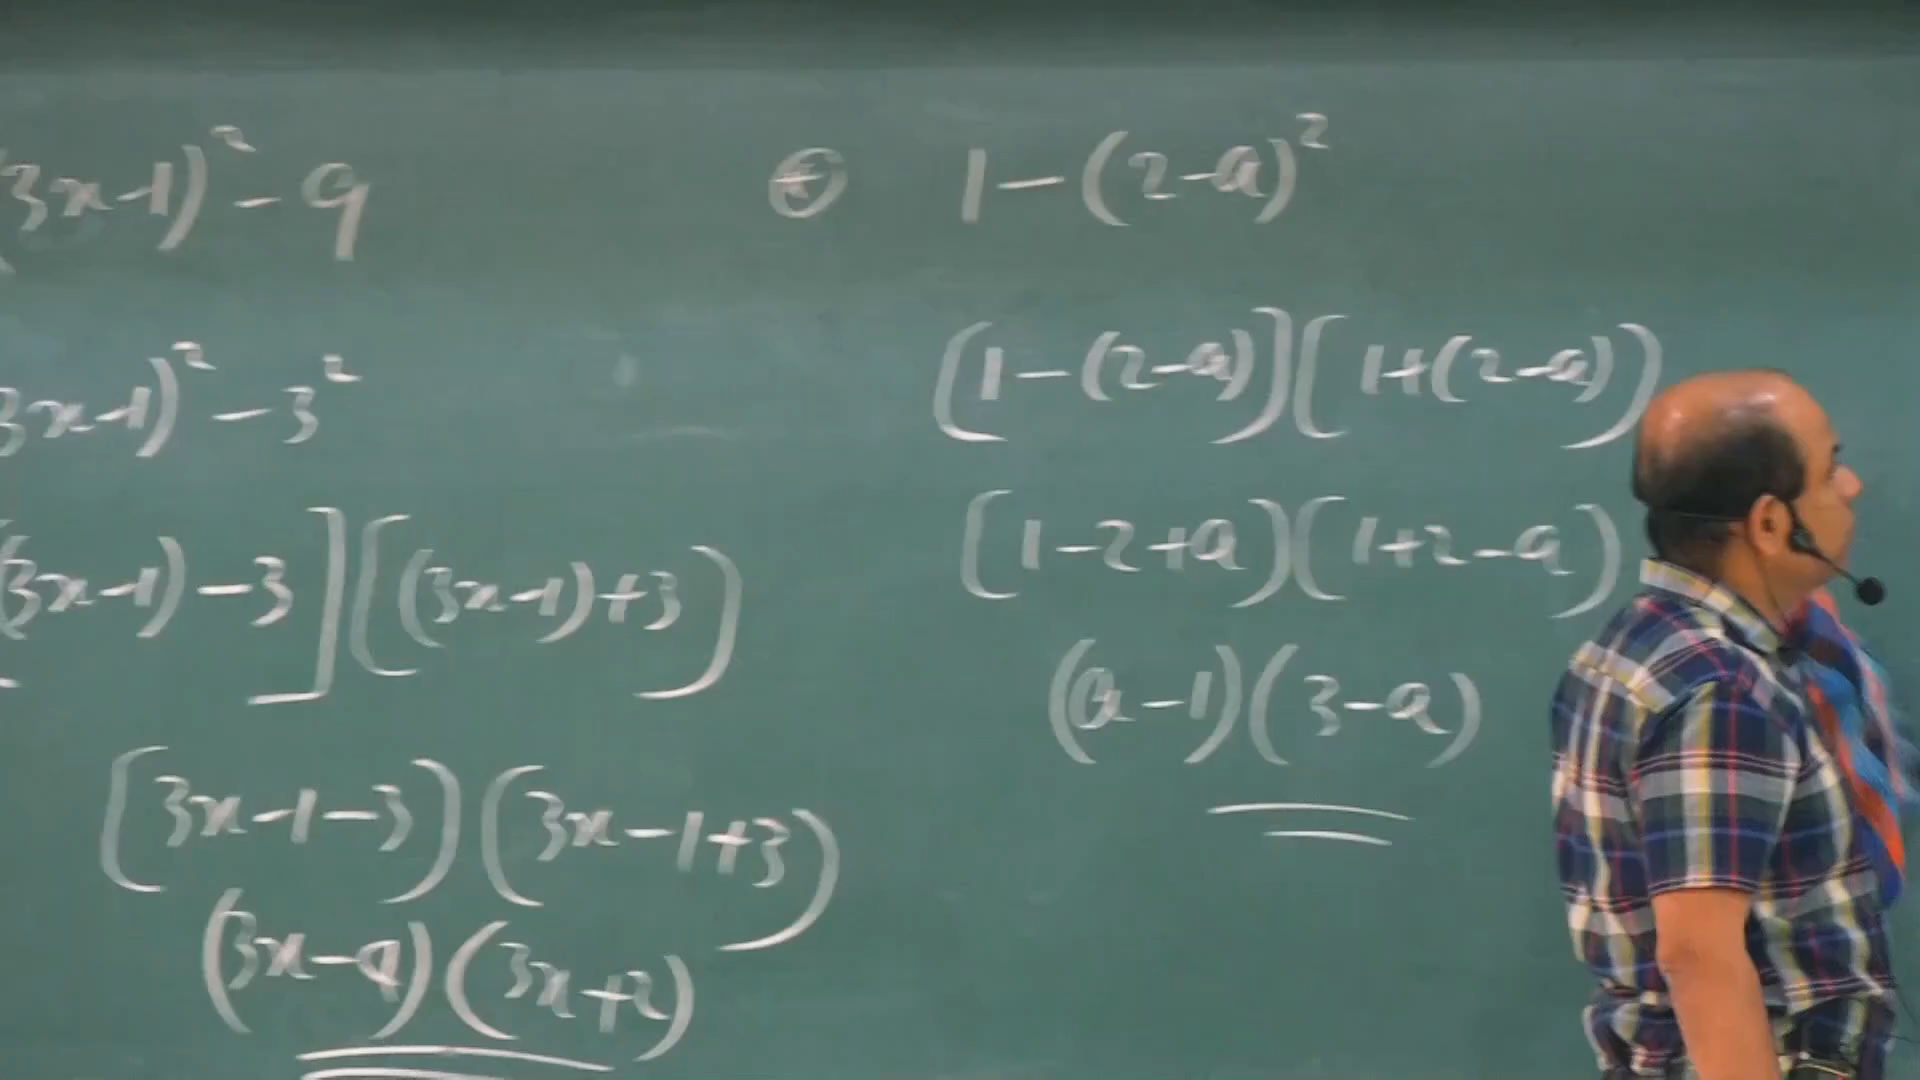 (3x-1)² - 9
3x-1)² - 3²
(3x-1) - 3] [(3x-1) + 3)
[3x-1-3) (3x-1+3)
(3x-4) (3x+2)
1 - (2-a)²
[1 - (2-a)] [1 + (2-a))
[1-2+a) (1+2-a)
(a-1) (3-a)